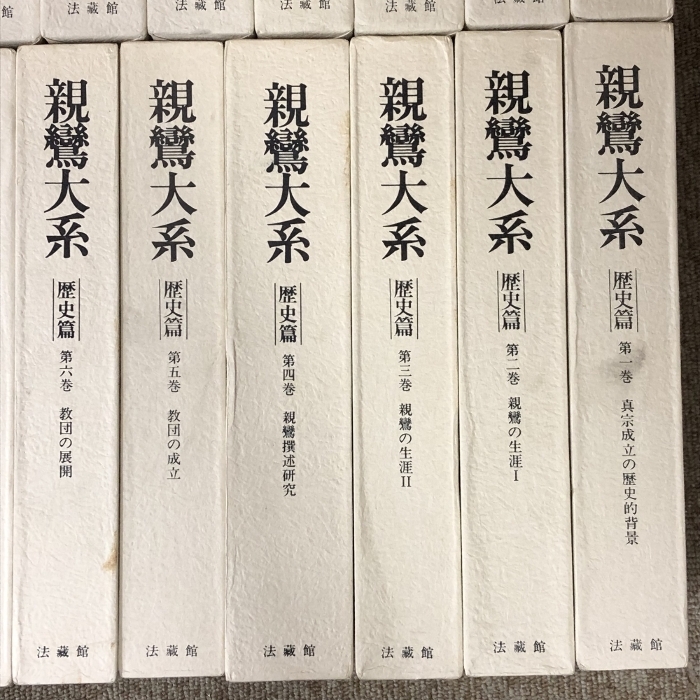 法藏館
法藏館
法藏館
法藏館
法藏館
親鸞大系
歴史篇
第一巻 真宗成立の歴史的背景
法藏館
親鸞大系
歴史篇
第二巻 親鸞の生涯I
法藏館
親鸞大系
歴史篇
第三巻 親鸞の生涯II
法藏館
親鸞大系
歴史篇
第四巻 親鸞撰述研究
法藏館
親鸞大系
歴史篇
第五巻 教団の成立
法藏館
親鸞大系
歴史篇
第六巻 教団の展開
法藏館
館